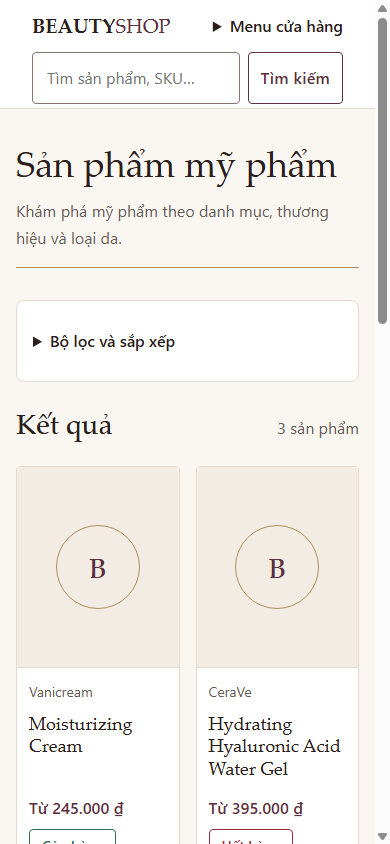 BEAUTYSHOP
▶ Menu cửa hàng
Tìm sản phẩm, SKU...
Tìm kiếm
Sản phẩm mỹ phẩm
Khám phá mỹ phẩm theo danh mục, thương
hiệu và loại da.
▶ Bộ lọc và sắp xếp
Kết quả
3 sản phẩm
B
B
Vanicream
Moisturizing
Cream
Từ 245.000 ₫
CeraVe
Hydrating
Hyaluronic Acid
Water Gel
Từ 395.000 ₫